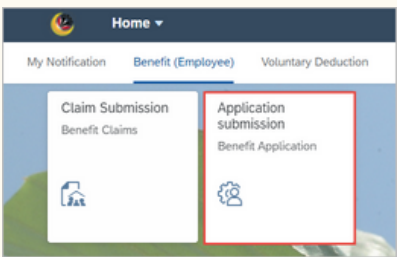 Home
My Notification
Benefit (Employee)
Voluntary Deduction
Claim Submission
Benefit Claims
Application
submission
Benefit Application